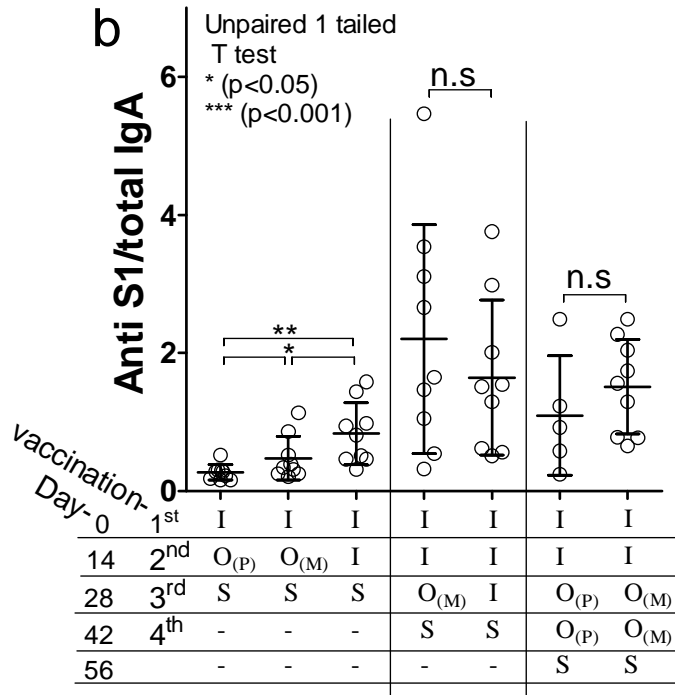 b
Unpaired 1 tailed
T test
* (p<0.05)
*** (p<0.001)
Anti S1/total IgA
6
4
2
0
**
*
*
n.s
n.s
vaccination-
Day-
0 1st I I I I I I I
14 2nd O(P) O(M) I I I I I
28 3rd S S S O(M) I O(P) O(M)
42 4th - - - S S O(P) O(M)
56 - - - - - S S